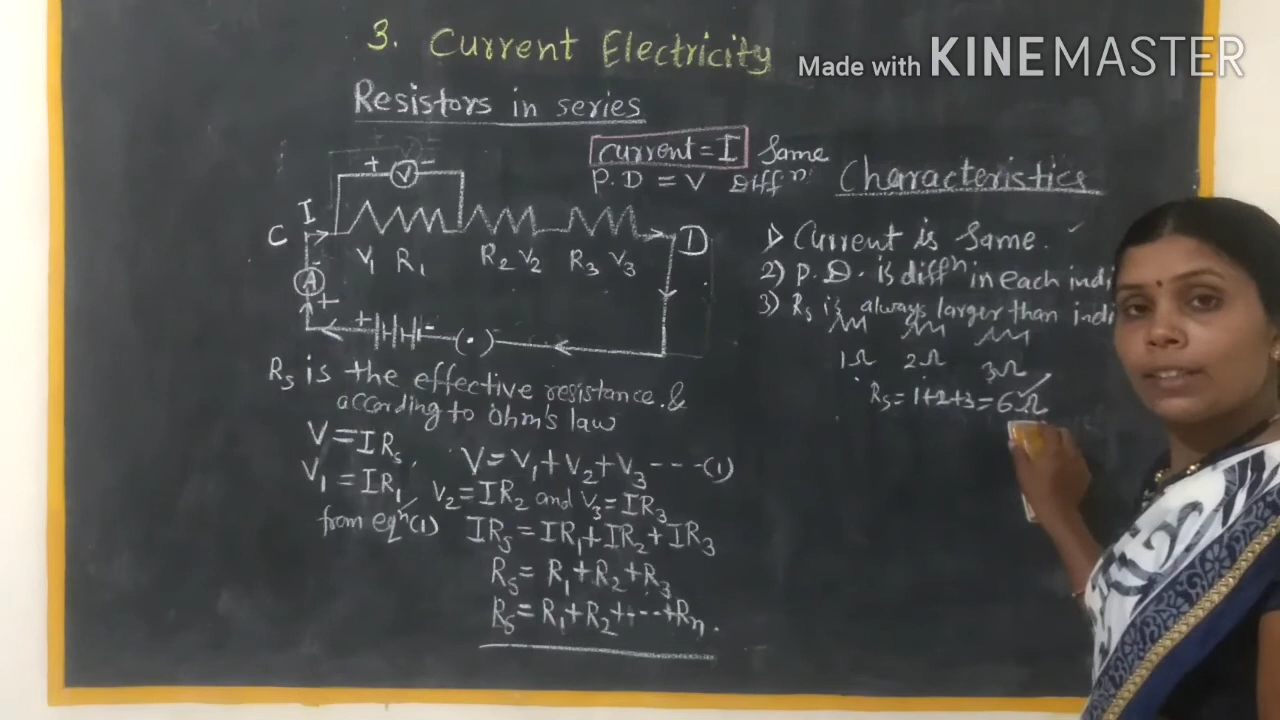 3. Current Electricity
Made with KINEMASTER
Resistors in series
Current = I Same
P.D = V Diffⁿ
+ V -
I
C
V₁ R₁ R₂ V₂ R₃ V₃ D
-
A
+
+ - (.)
Rₛ is the effective resistance &
according to ohm's law
V = IRₛ
V = V₁ + V₂ + V₃ ---(1)
V₁ = IR₁ V₂ = IR₂ and V₃ = IR₃
from eqⁿ(1) IRₛ = IR₁ + IR₂ + IR₃
Rₛ = R₁ + R₂ + R₃
Rₛ = R₁ + R₂ + --- + Rₙ.
Characteristics
1) Current is Same.
2) P.D. is diffⁿ in each indi
3) Rₛ is always larger than indi
1Ω 2Ω 3Ω
Rₛ = 1+2+3 = 6Ω